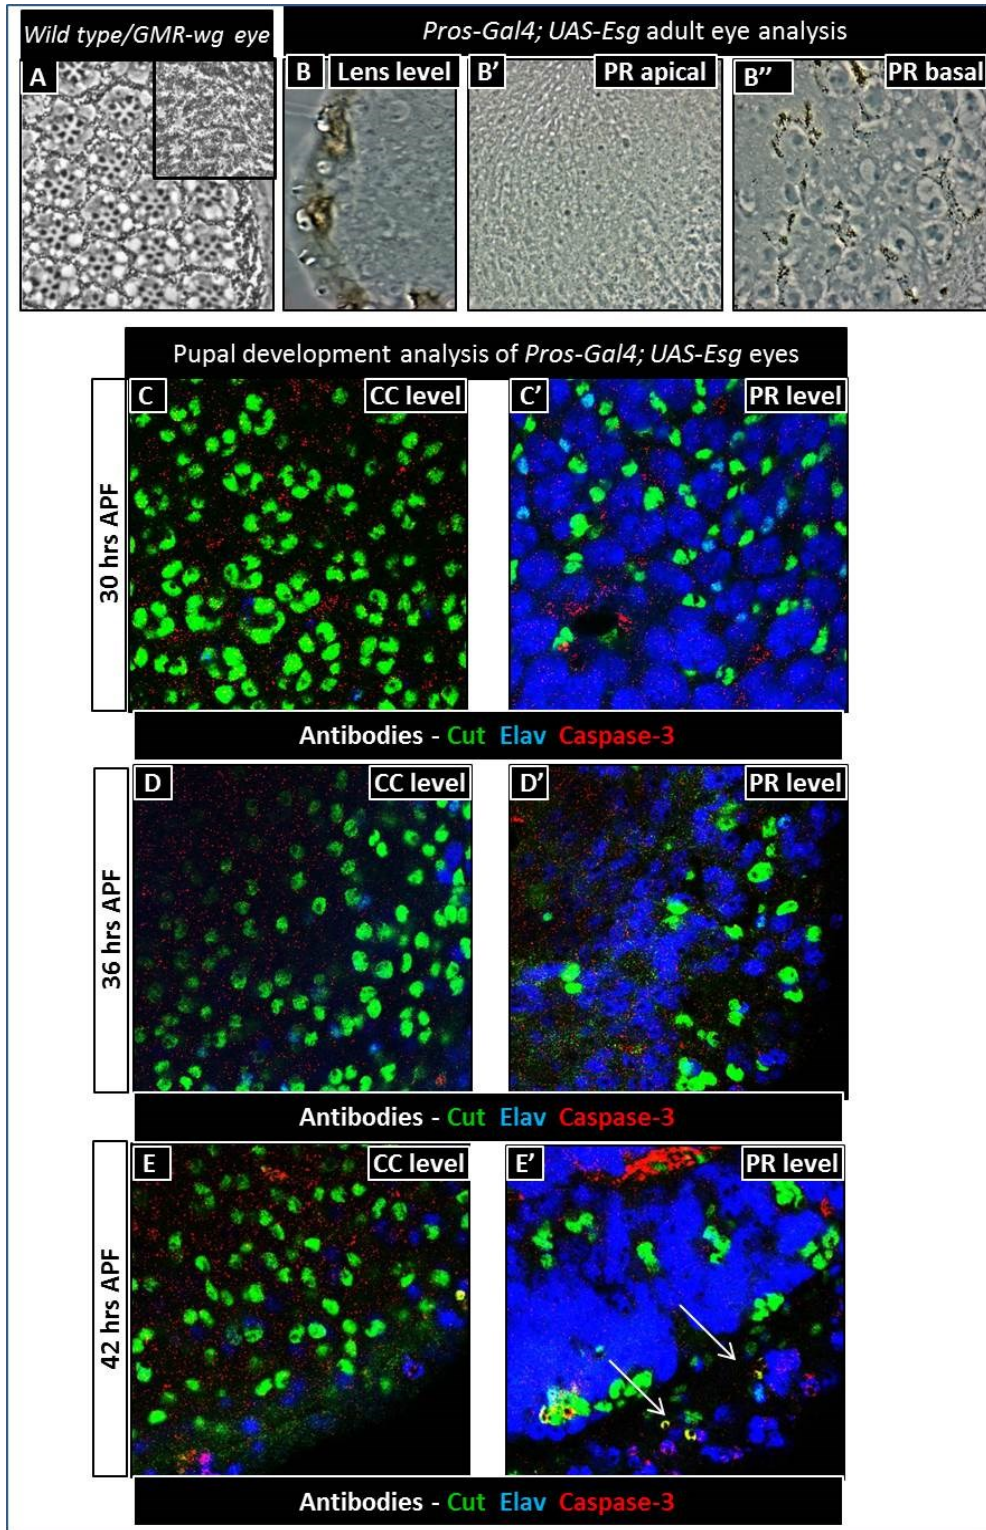 Wild type/GMR-wg eye
Pros-Gal4; UAS-Esg adult eye analysis
A
B Lens level
B' PR apical
B'' PR basal
Pupal development analysis of Pros-Gal4; UAS-Esg eyes
30 hrs APF
C CC level
C' PR level
Antibodies - Cut Elav Caspase-3
36 hrs APF
D CC level
D' PR level
Antibodies - Cut Elav Caspase-3
42 hrs APF
E CC level
E' PR level
Antibodies - Cut Elav Caspase-3